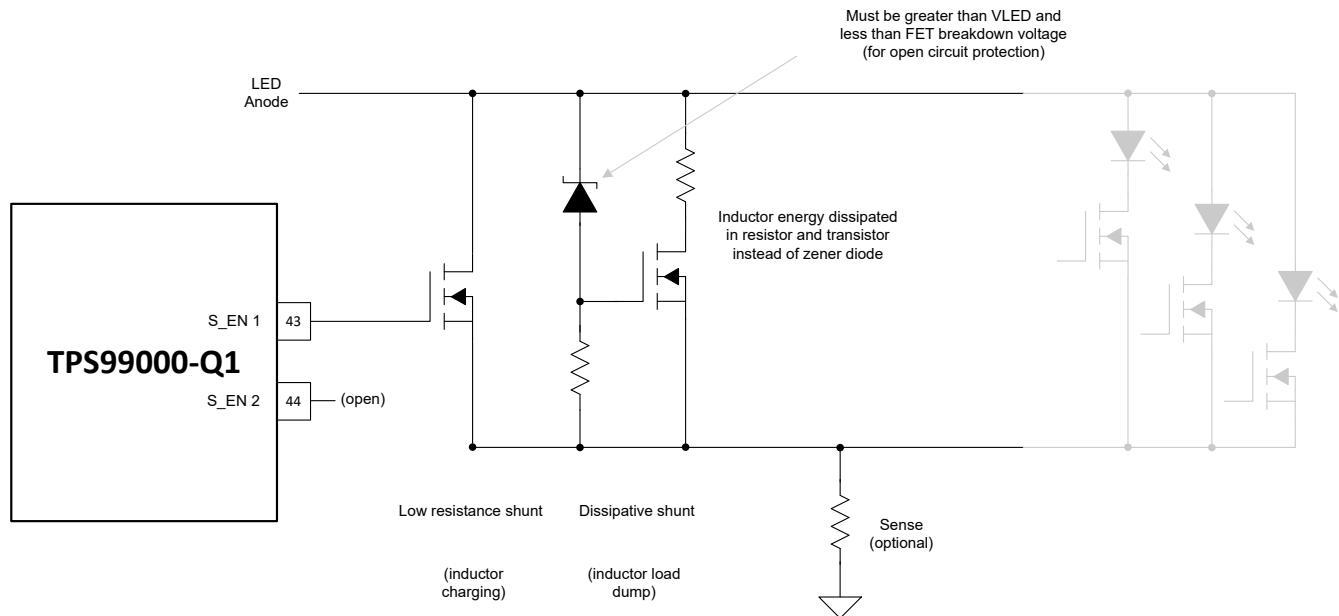 Must be greater than VLED and
less than FET breakdown voltage
(for open circuit protection)
LED
Anode
Inductor energy dissipated
in resistor and transistor
instead of zener diode
S_EN 1
43
TPS99000-Q1
S_EN 2
44
(open)
Low resistance shunt
Dissipative shunt
Sense
(optional)
(inductor
charging)
(inductor load
dump)